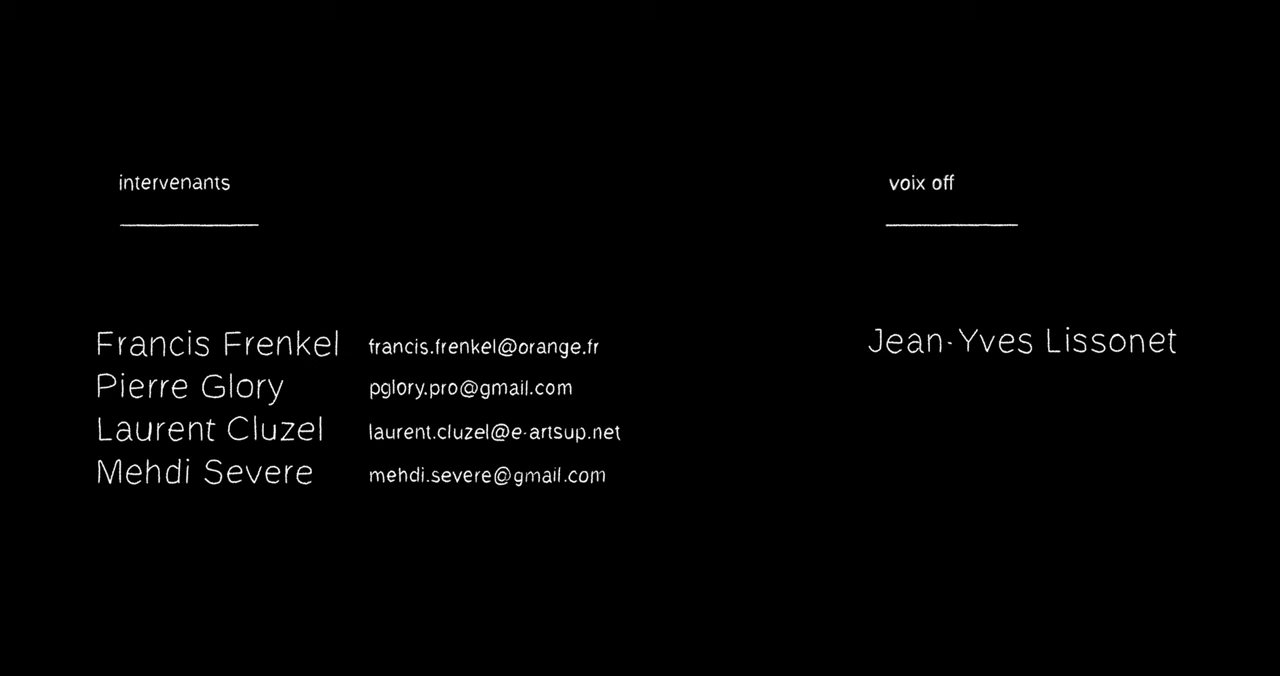 intervenants
Francis Frenkel francis.frenkel@orange.fr
Pierre Glory pglory.pro@gmail.com
Laurent Cluzel laurent.cluzel@e-artsup.net
Mehdi Severe mehdi.severe@gmail.com
voix off
Jean-Yves Lissonet